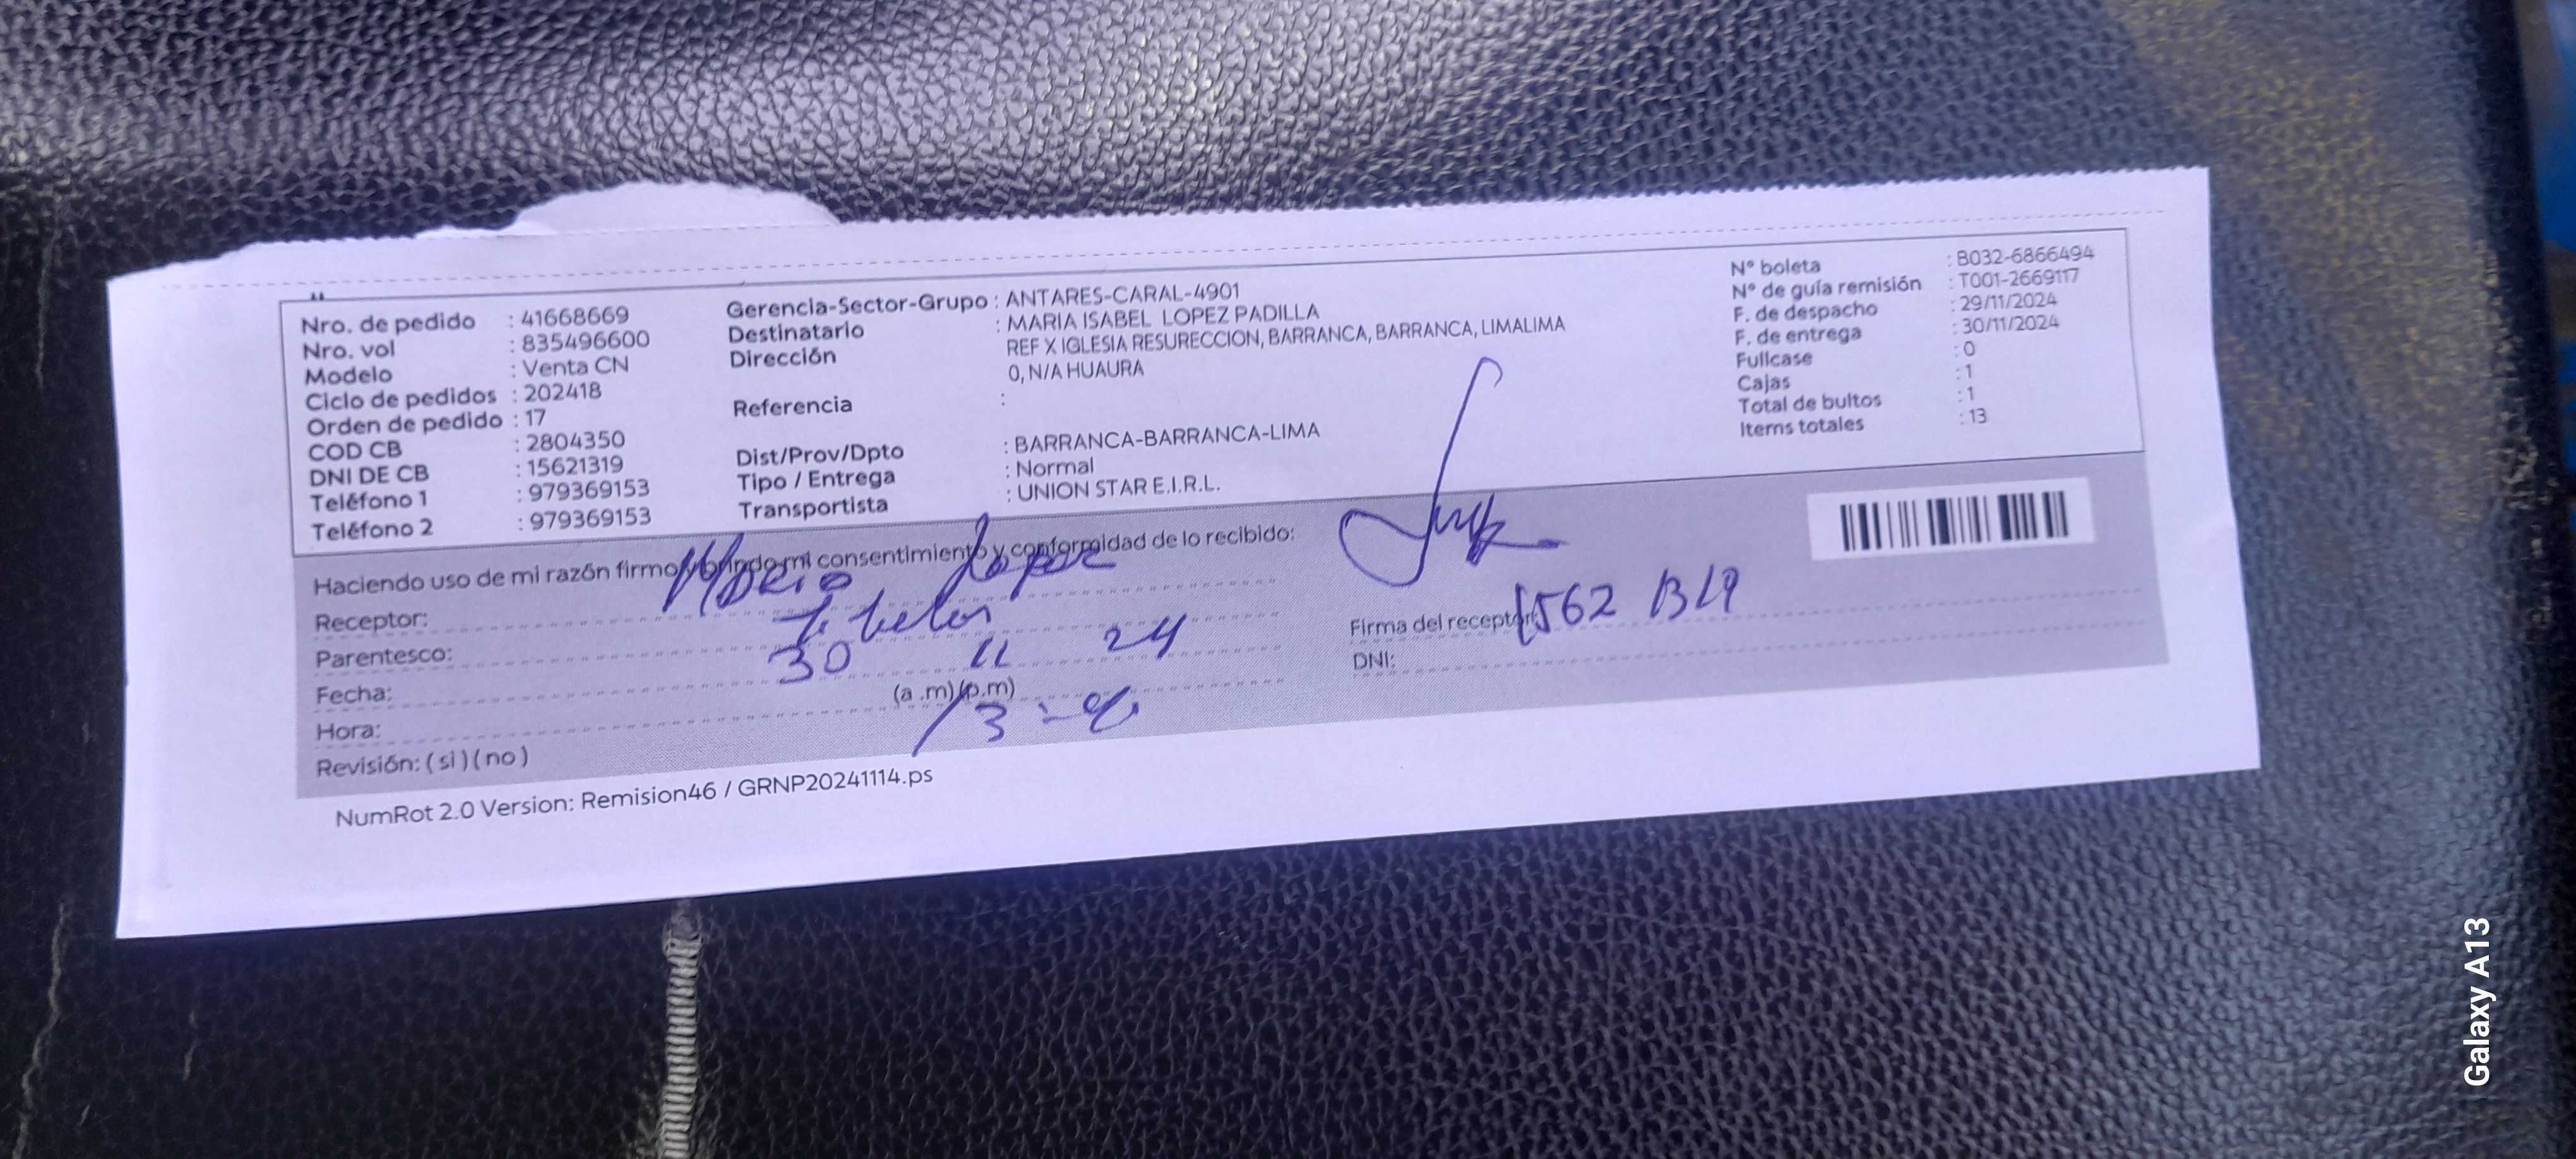 Nro. de pedido : 41668669
Nro. vol : 835496600
Modelo : Venta CN
Ciclo de pedidos : 202418
Orden de pedido : 17
COD CB : 2804350
DNI DE CB : 15621319
Teléfono 1 : 979369153
Teléfono 2 : 979369153
Gerencia-Sector-Grupo : ANTARES-CARAL-4901
Destinatario : MARIA ISABEL LOPEZ PADILLA
Dirección REF X IGLESIA RESURECCION, BARRANCA, BARRANCA, LIMALIMA
0, N/A HUAURA
Referencia :
Dist/Prov/Dpto : BARRANCA-BARRANCA-LIMA
Tipo / Entrega : Normal
Transportista : UNION STAR E.I.R.L.
N° boleta : B032-6866494
N° de guía remisión : T001-2669117
F. de despacho : 29/11/2024
F. de entrega : 30/11/2024
Fullcase : 0
Cajas : 1
Total de bultos : 1
Items totales : 13
Haciendo uso de mi razón firmo y brindo mi consentimiento y conformidad de lo recibido:
Receptor: Maria Lopez
Parentesco: Titular
Fecha: 30 11 24
Hora: (a .m)(p.m)
13
Revisión: (si)(no)
Firma del receptor:
DNI:
NumRot 2.0 Version: Remision46 / GRNP20241114.ps
Galaxy A13